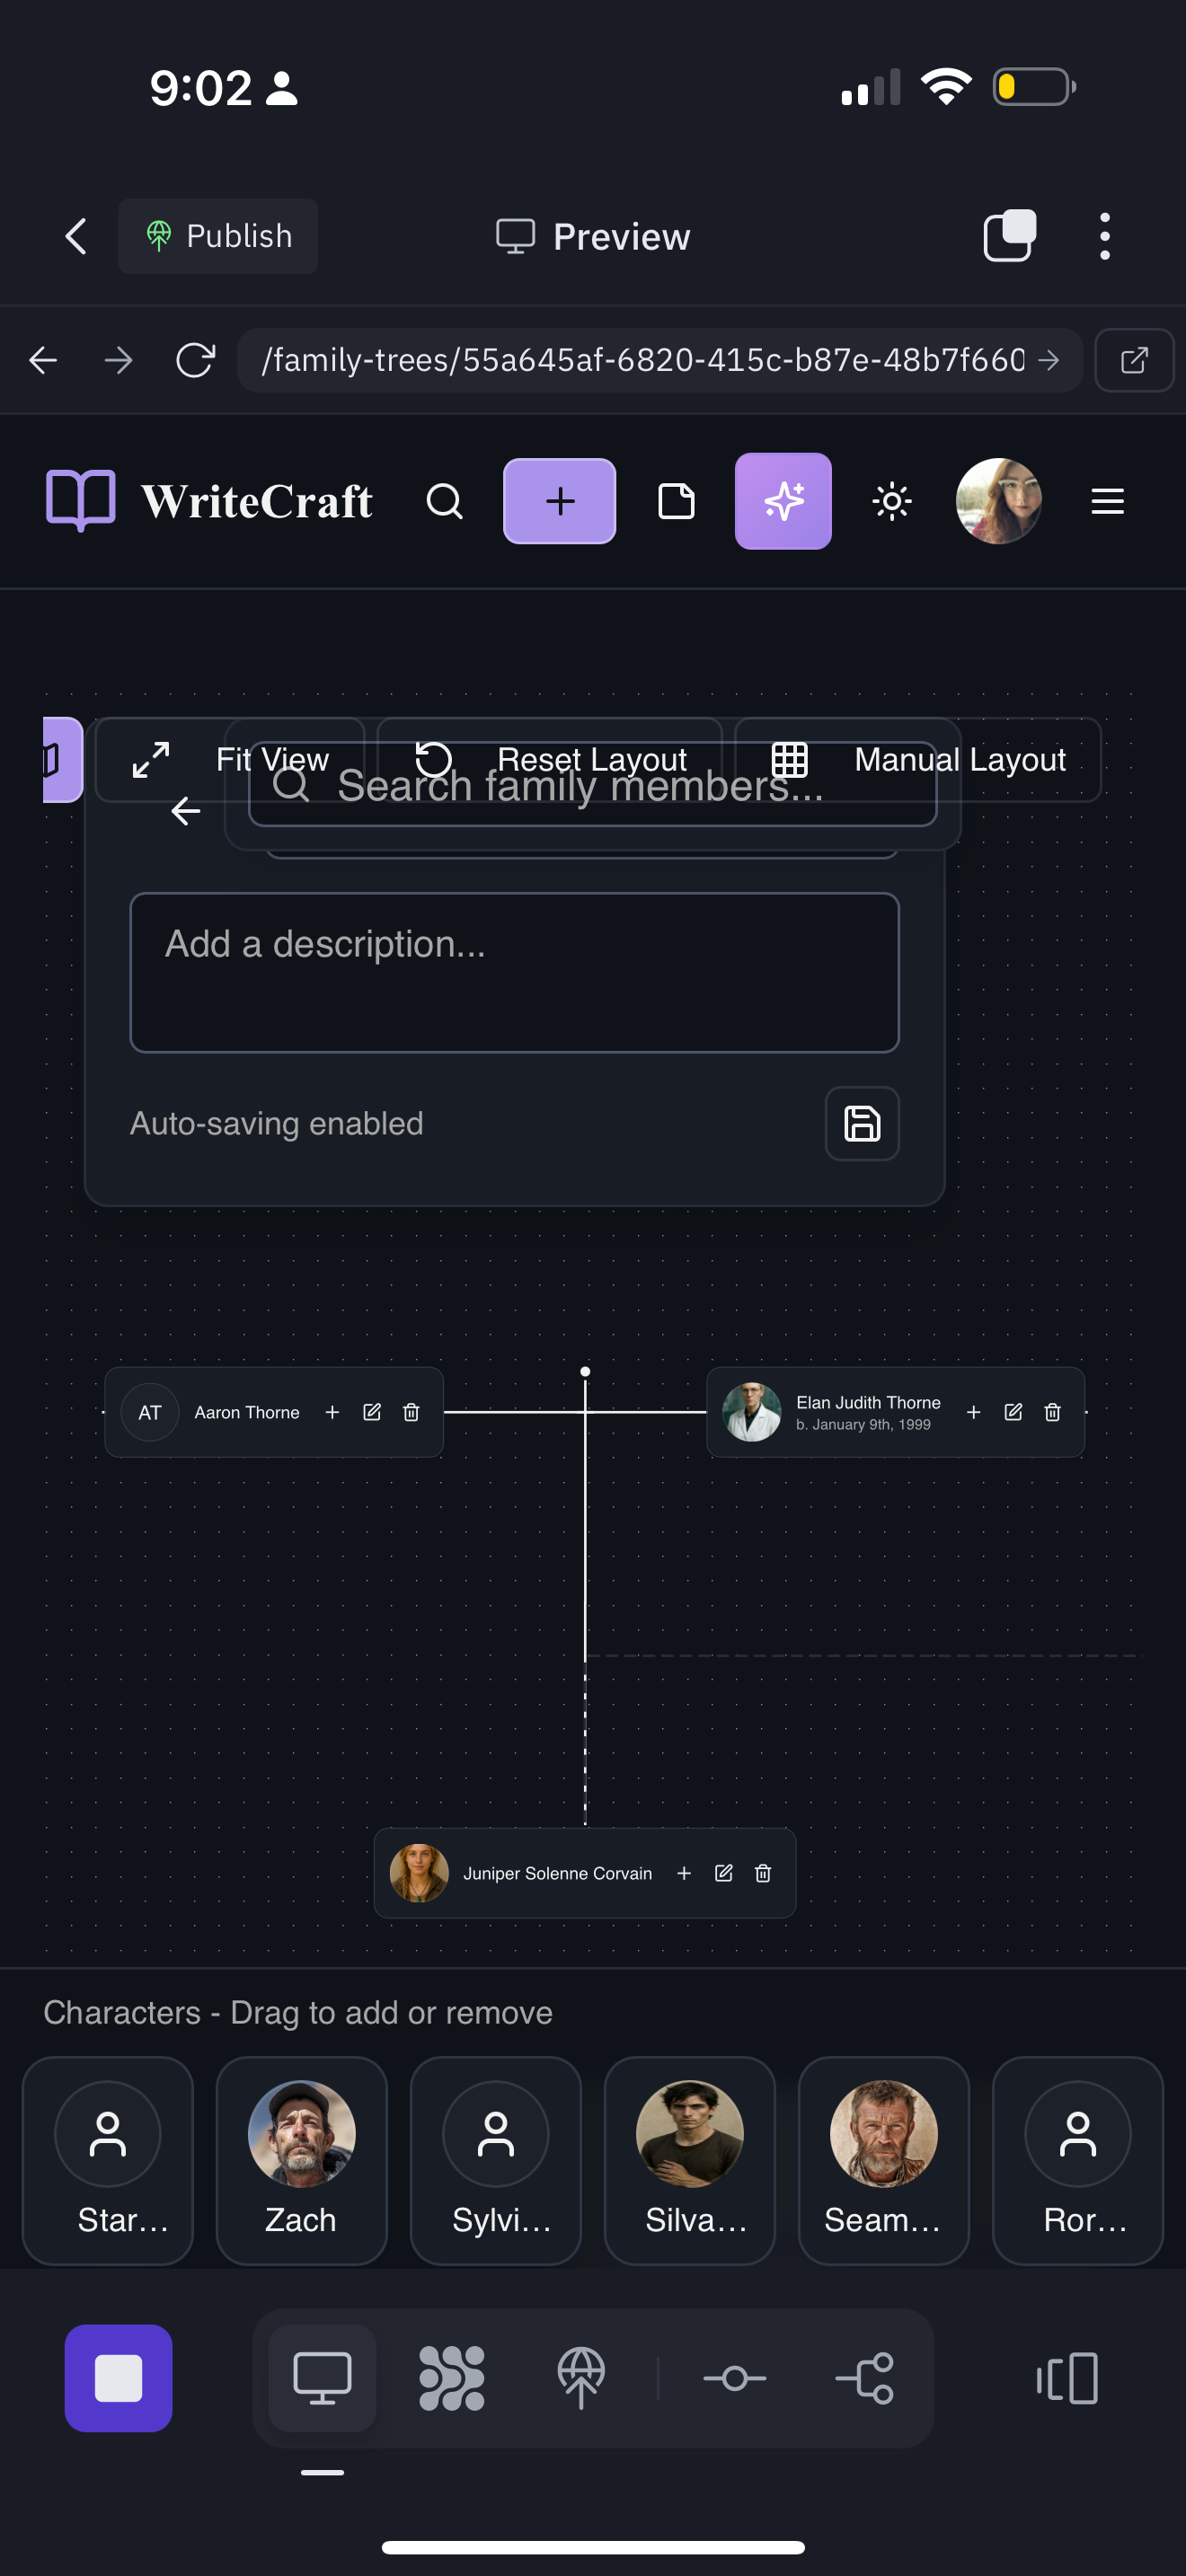 9:02
Publish
Preview
/family-trees/55a645af-6820-415c-b87e-48b7f660
WriteCraft
Fit View
Reset Layout
Manual Layout
Search family members...
Add a description...
Auto-saving enabled
AT
Aaron Thorne
Elan Judith Thorne
b. January 9th, 1999
Juniper Solenne Corvain
Characters - Drag to add or remove
Star...
Zach
Sylvi...
Silva...
Seam...
Ror...